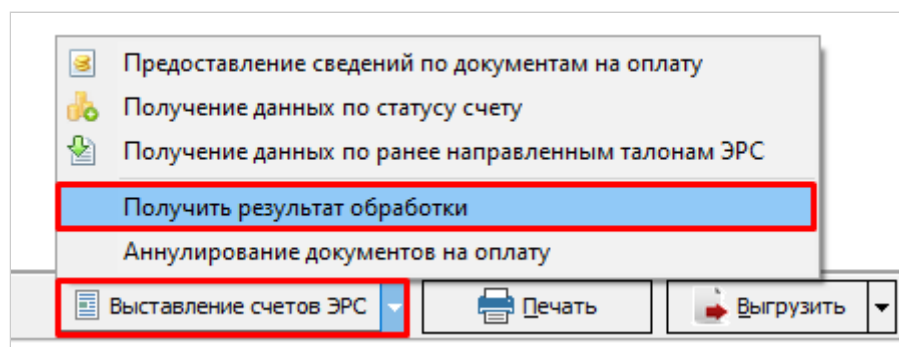 Предоставление сведений по документам на оплату
Получение данных по статусу счету
Получение данных по ранее направленным талонам ЭРС
Получить результат обработки
Аннулирование документов на оплату
Выставление счетов ЭРС
Печать
Выгрузить